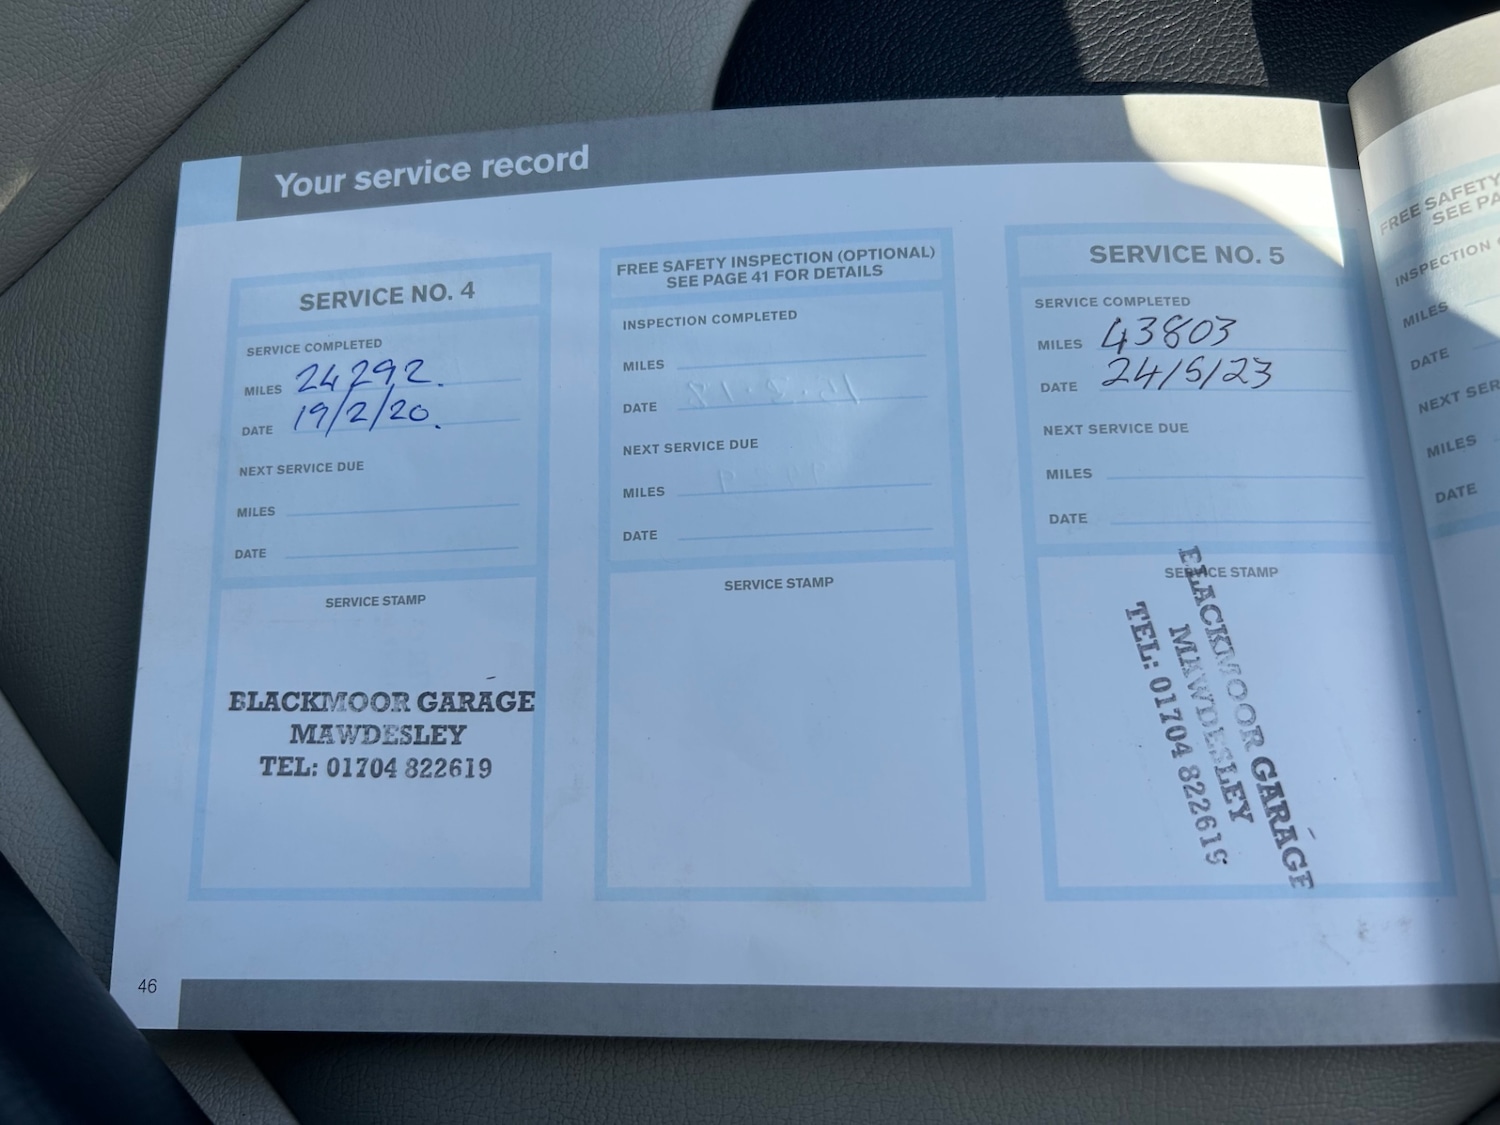 Your service record
SERVICE NO. 4
SERVICE COMPLETED
MILES 24292.
DATE 19/2/20.
NEXT SERVICE DUE
MILES
DATE
SERVICE STAMP
BLACKMOOR GARAGE
MAWDESLEY
TEL: 01704 822619
FREE SAFETY INSPECTION (OPTIONAL)
SEE PAGE 41 FOR DETAILS
INSPECTION COMPLETED
MILES
DATE
NEXT SERVICE DUE
MILES
DATE
SERVICE STAMP
SERVICE NO. 5
SERVICE COMPLETED
MILES 43803
DATE 24/5/23
NEXT SERVICE DUE
MILES
DATE
SERVICE STAMP
BLACKMOOR GARAGE
MAWDESLEY
TEL: 01704 822619
46
FREE SAFETY
SEE
INSPECTION
MILES
DATE
NEXT
MILES
DATE